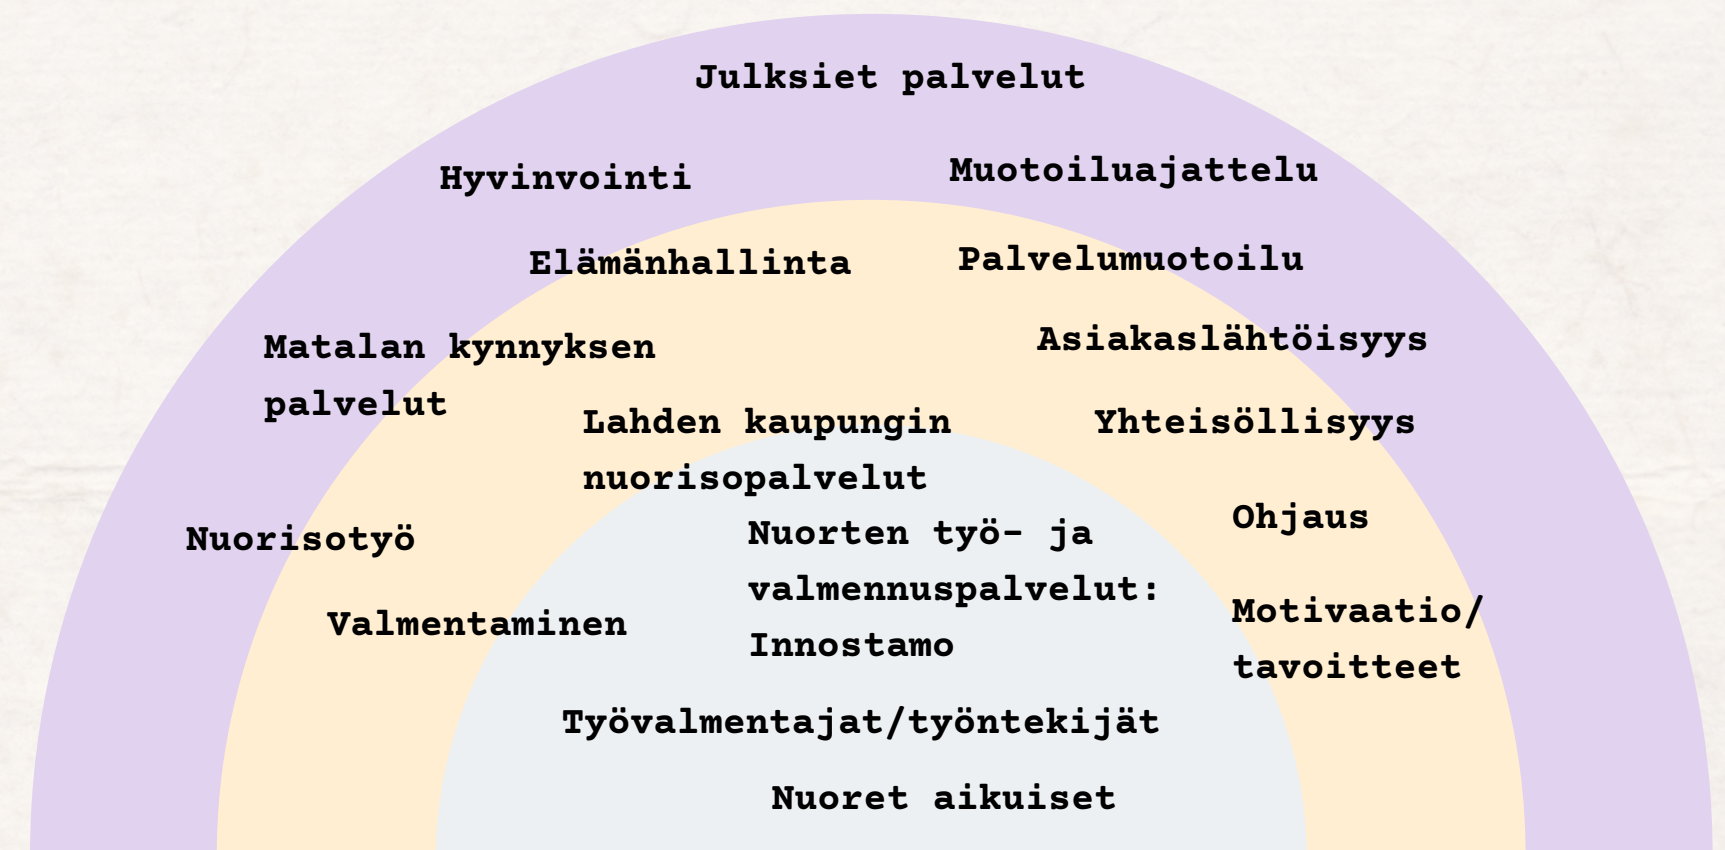 Julksiet palvelut
Hyvinvointi
Muotoiluajattelu
Elämänhallinta
Palvelumuotoilu
Matalan kynnyksen
palvelut
Asiakaslähtöisyys
Lahden kaupungin
nuorisopalvelut
Yhteisöllisyys
Nuorisotyö
Nuorten työ- ja
valmennuspalvelut:
Innostamo
Ohjaus
Valmentaminen
Motivaatio/
tavoitteet
Työvalmentajat/työntekijät
Nuoret aikuiset